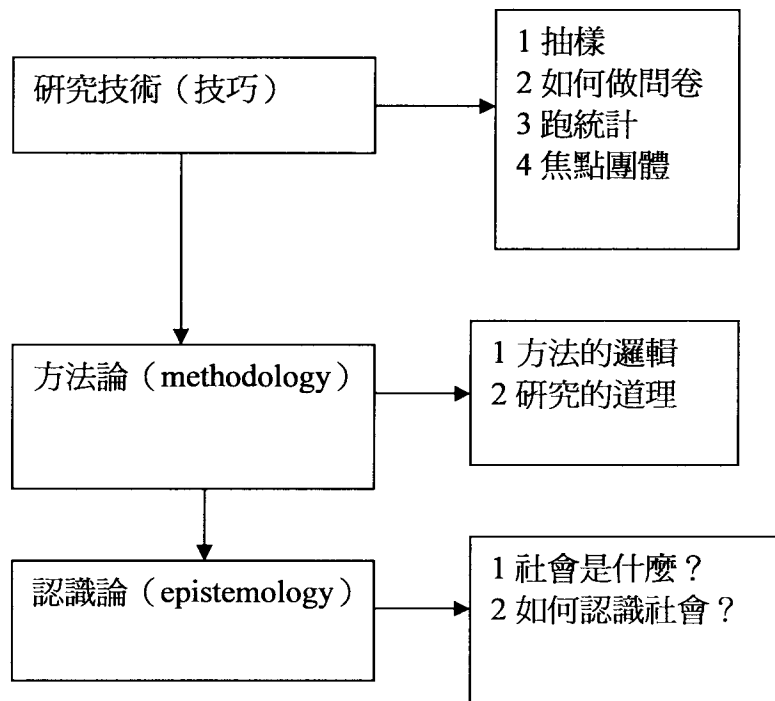 研究技術（技巧）
1 抽樣
2 如何做問卷
3 跑統計
4 焦點團體
方法論（methodology）
1 方法的邏輯
2 研究的道理
認識論（epistemology）
1 社會是什麼？
2 如何認識社會？